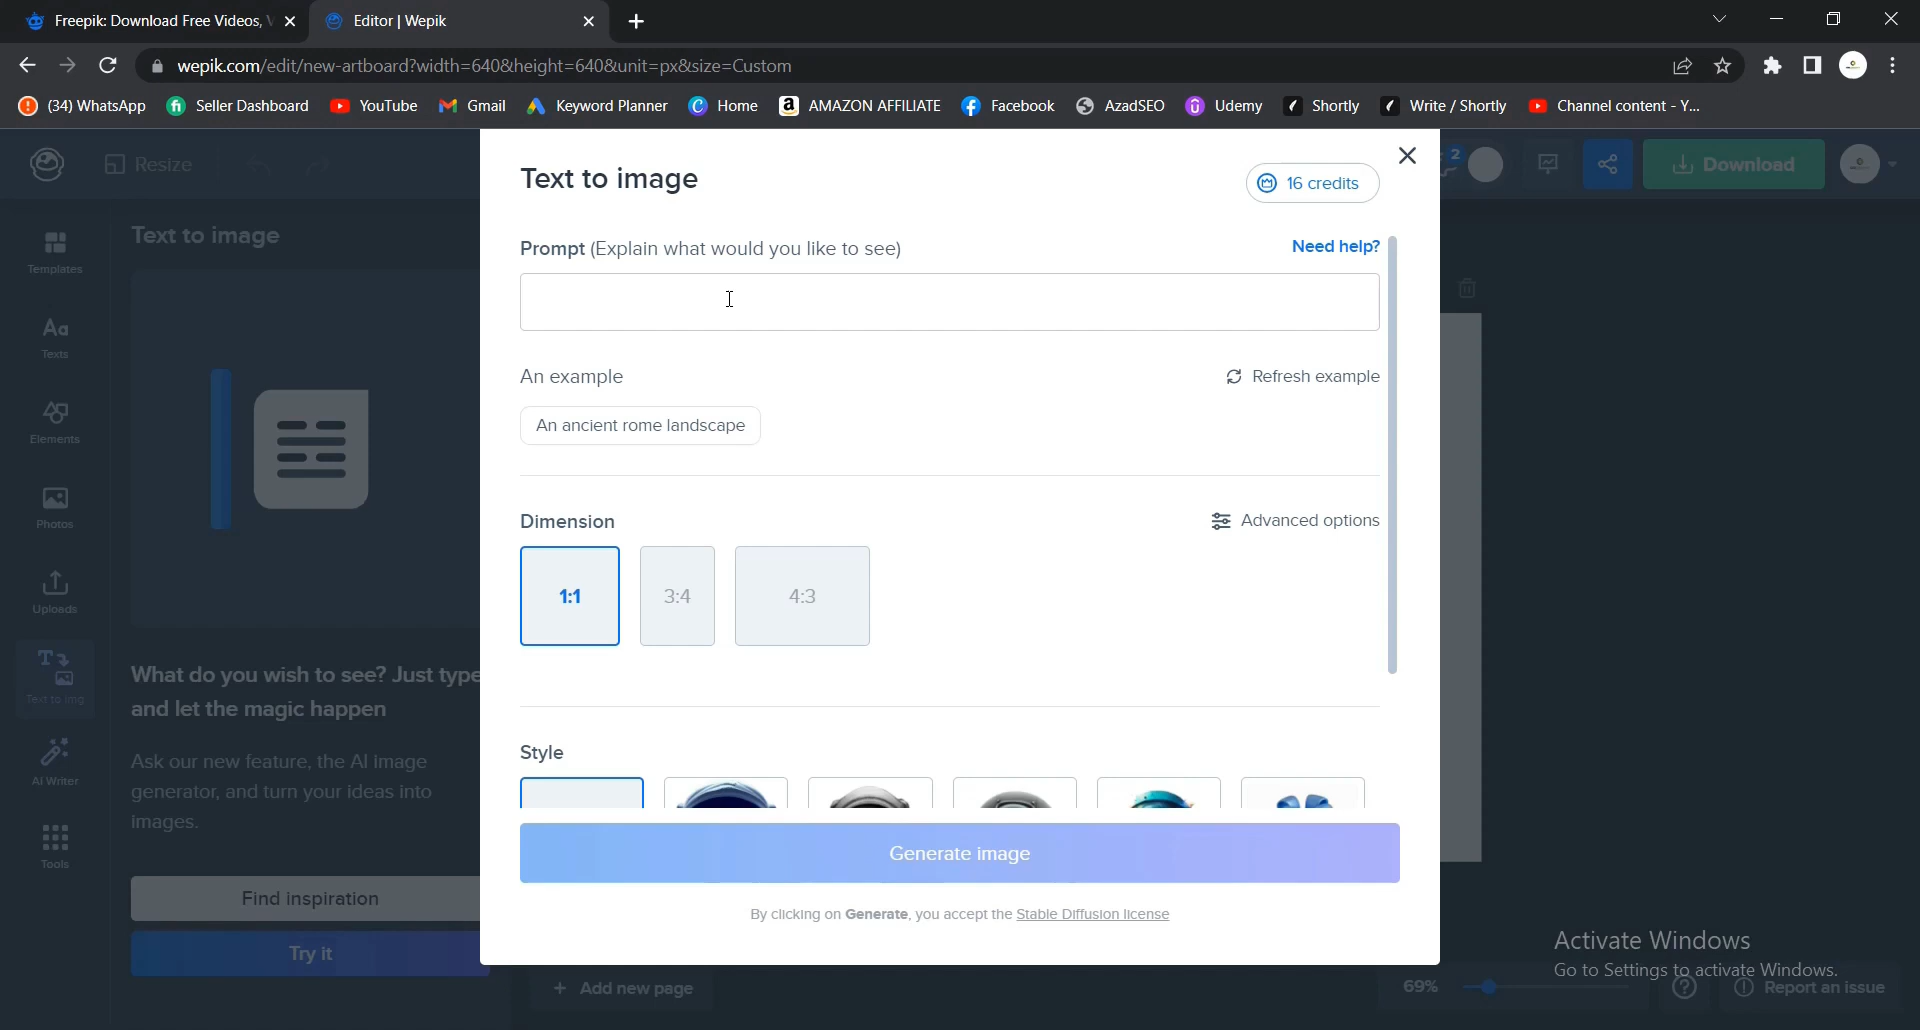 Freepik: Download Free Videos,
Editor | Wepik
wepik.com/edit/new-artboard?width=640&height=640&unit=px&size=Custom
(34) WhatsApp
Seller Dashboard
YouTube
Gmail
Keyword Planner
Home
AMAZON AFFILIATE
Facebook
AzadSEO
Udemy
Shortly
Write / Shortly
Channel content - Y...
Resize
2
Download
Text to image
16 credits
Text to image
Templates
Prompt (Explain what would you like to see)
Need help?
Texts
An example
Refresh example
An ancient rome landscape
Elements
Photos
Dimension
Advanced options
1:1
3:4
4:3
Uploads
Text to img
What do you wish to see? Just type
and let the magic happen
Style
Ask our new feature, the AI image
generator, and turn your ideas into
images.
AI Writer
Tools
Generate image
Find inspiration
By clicking on Generate, you accept the Stable Diffusion license
Try it
Activate Windows
Go to Settings to activate Windows.
+ Add new page
69%
Report an issue